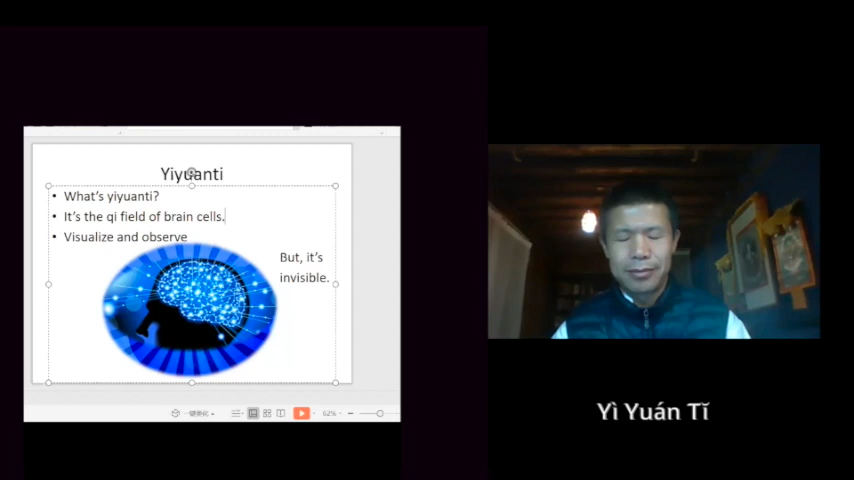 Yiyuanti
• What's yiyuanti?
• It's the qi field of brain cells.
• Visualize and observe
But, it's
invisible.
62%
Yì Yuán Tǐ